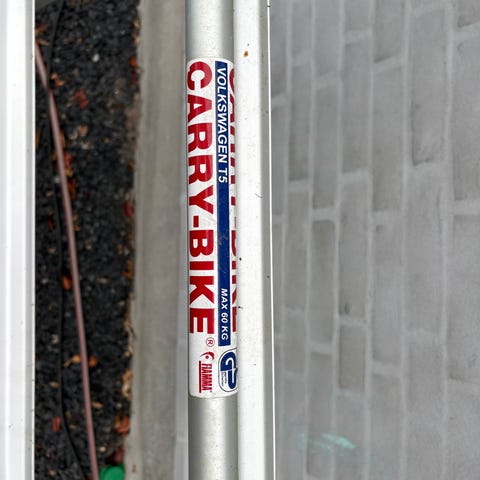 VOLKSWAGEN T5
MAX 60 KG
CARRY-BIKE®
FIAMMA